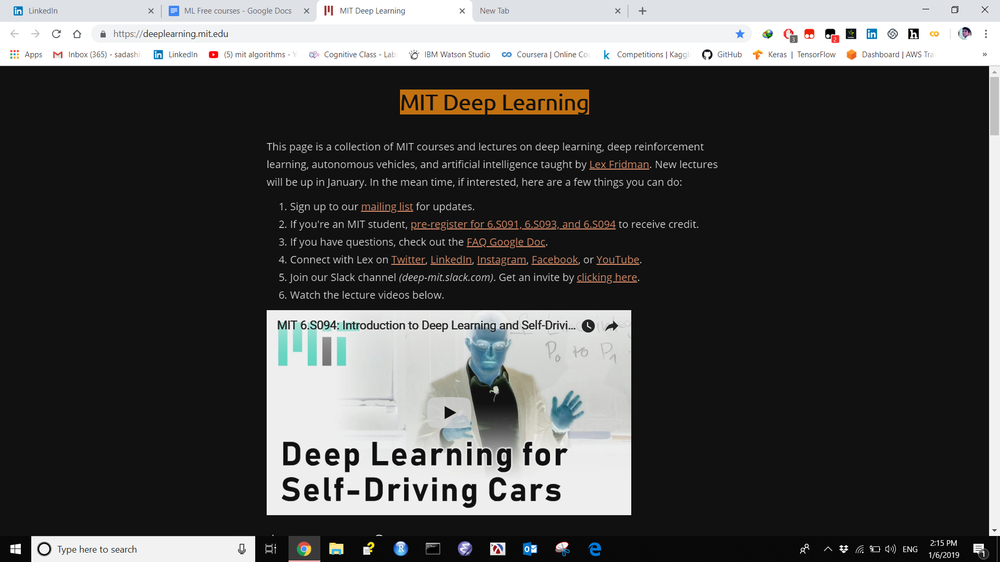 LinkedIn
ML Free courses - Google Docs
MIT Deep Learning
New Tab
https://deeplearning.mit.edu
3
2
Apps
Inbox (365) - sadashi
LinkedIn
(5) mit algorithms -
Cognitive Class - Lab
IBM Watson Studio
Coursera | Online Co
Competitions | Kaggl
GitHub
Keras | TensorFlow
Dashboard | AWS Tra
»
MIT Deep Learning
This page is a collection of MIT courses and lectures on deep learning, deep reinforcement
learning, autonomous vehicles, and artificial intelligence taught by Lex Fridman. New lectures
will be up in January. In the mean time, if interested, here are a few things you can do:
1. Sign up to our mailing list for updates.
2. If you're an MIT student, pre-register for 6.S091, 6.S093, and 6.S094 to receive credit.
3. If you have questions, check out the FAQ Google Doc.
4. Connect with Lex on Twitter, LinkedIn, Instagram, Facebook, or YouTube.
5. Join our Slack channel (deep-mit.slack.com). Get an invite by clicking here.
6. Watch the lecture videos below.
MIT 6.S094: Introduction to Deep Learning and Self-Drivi...
P₀ to P₁
Deep Learning for
Self-Driving Cars
Type here to search
ENG
2:15 PM
1/6/2019
1